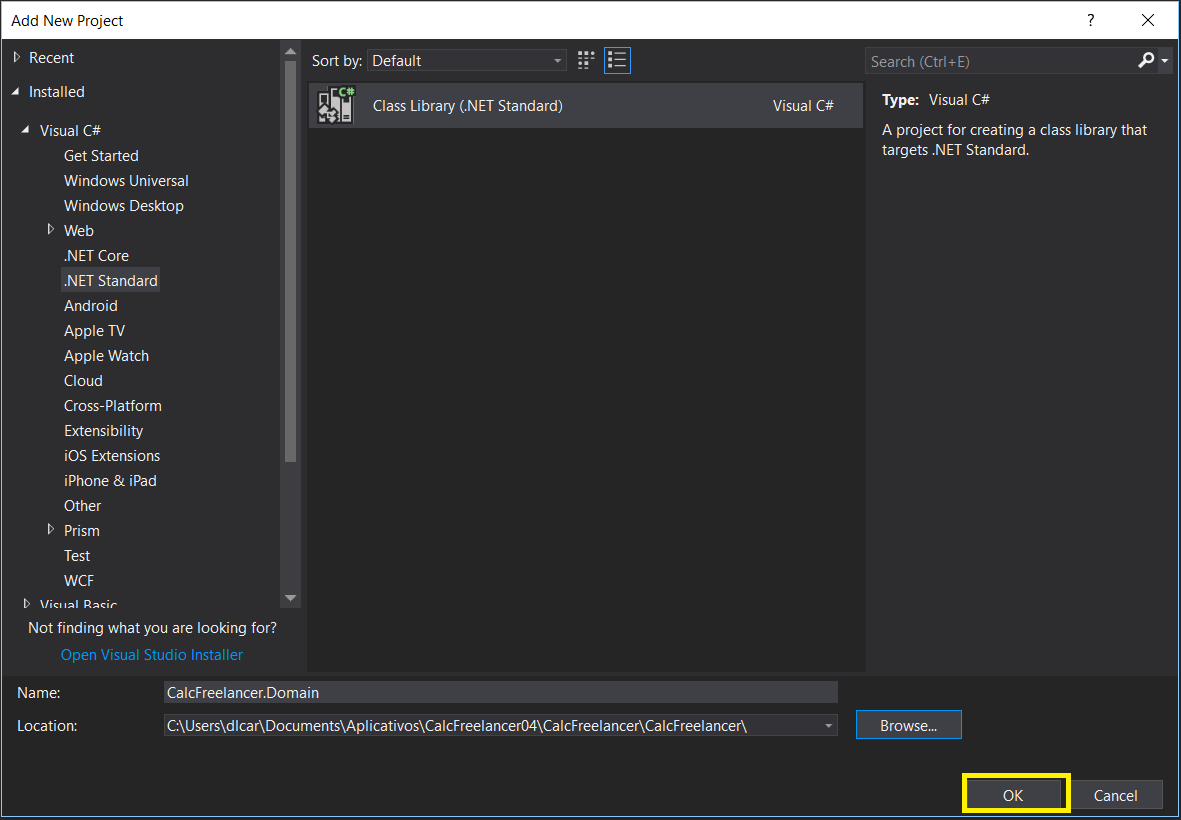 Add New Project
?
Recent
Installed
Visual C#
Get Started
Windows Universal
Windows Desktop
Web
.NET Core
.NET Standard
Android
Apple TV
Apple Watch
Cloud
Cross-Platform
Extensibility
iOS Extensions
iPhone & iPad
Other
Prism
Test
WCF
Visual Basic
Not finding what you are looking for?
Open Visual Studio Installer
Sort by: Default
C#
Class Library (.NET Standard) Visual C#
Search (Ctrl+E)
Type: Visual C#
A project for creating a class library that
targets .NET Standard.
Name: CalcFreelancer.Domain
Location: C:\Users\dlcar\Documents\Aplicativos\CalcFreelancer04\CalcFreelancer\CalcFreelancer\
Browse...
OK Cancel